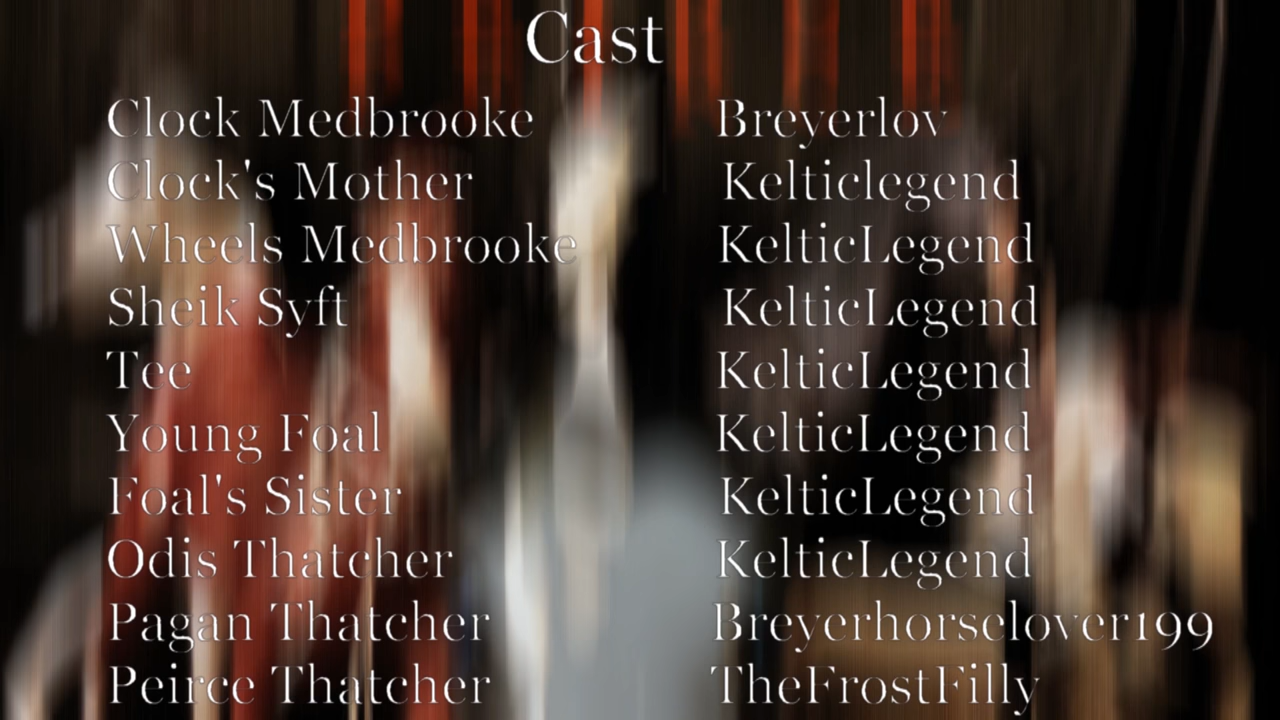 Cast
Clock Medbrooke Breyerlov
Clock's Mother Kelticlegend
Wheels Medbrooke KelticLegend
Sheik Syft KelticLegend
Tee KelticLegend
Young Foal KelticLegend
Foal's Sister KelticLegend
Odis Thatcher KelticLegend
Pagan Thatcher Breyerhorselover199
Peirce Thatcher TheFrostFilly